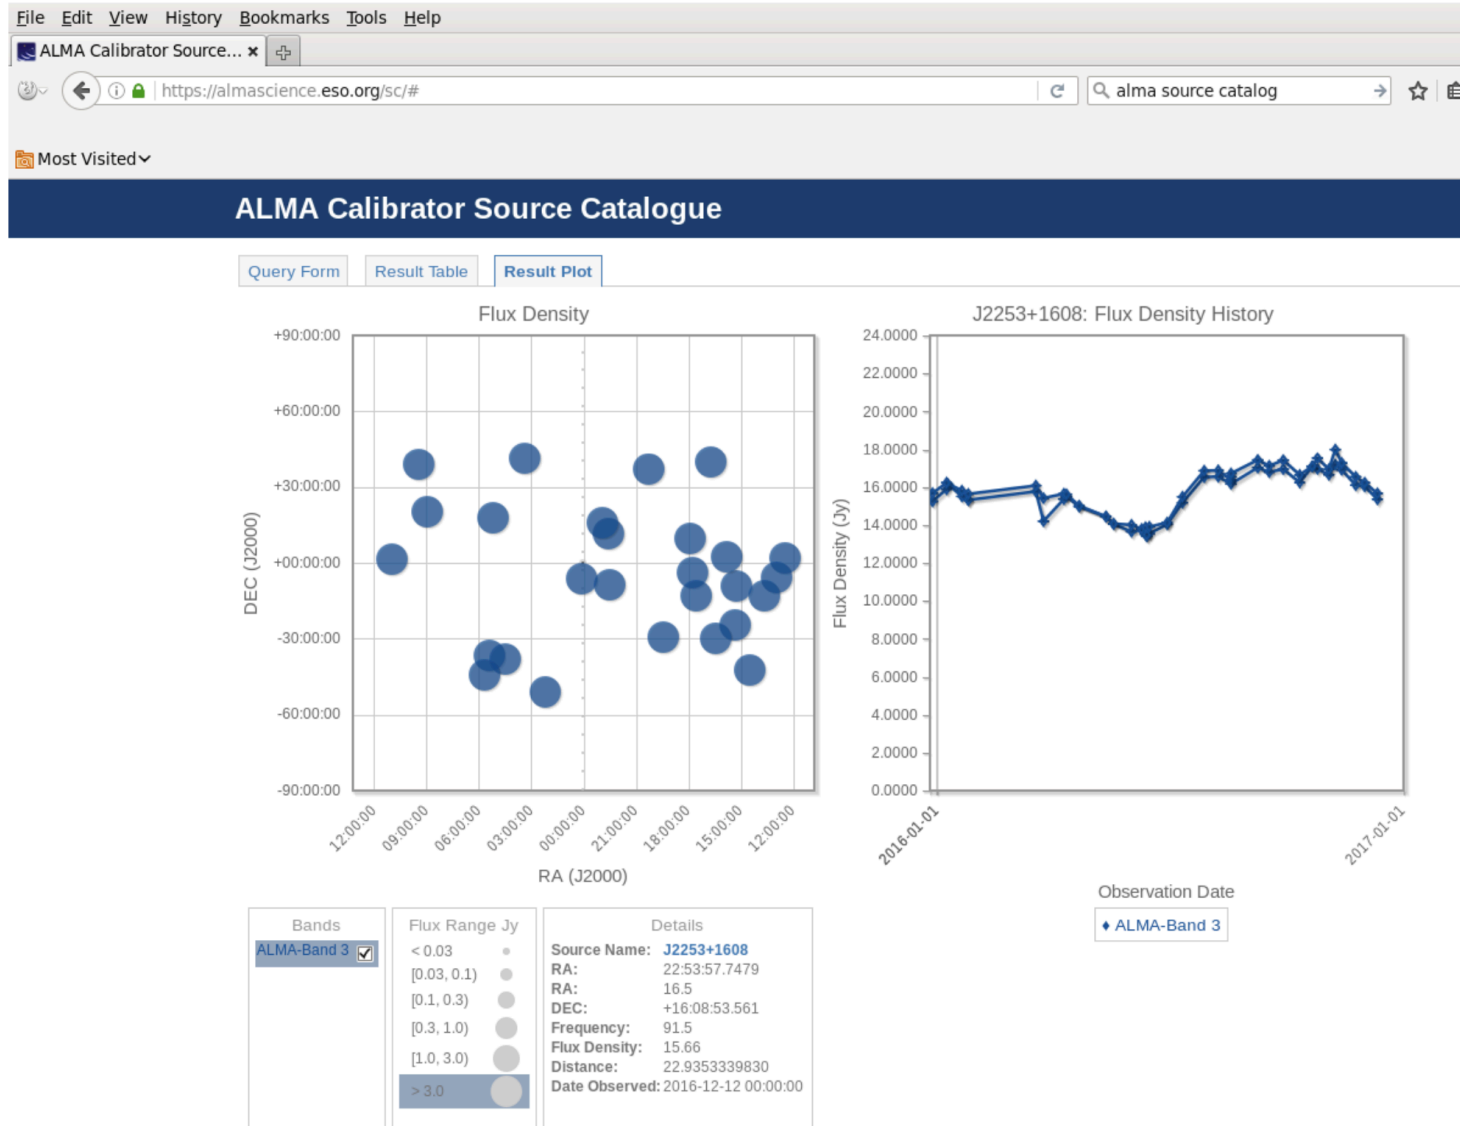 File Edit View History Bookmarks Tools Help
ALMA Calibrator Source... ×
https://almascience.eso.org/sc/# alma source catalog
Most Visited
ALMA Calibrator Source Catalogue
Query Form Result Table Result Plot
Flux Density
+90:00:00
+60:00:00
+30:00:00
+00:00:00
-30:00:00
-60:00:00
-90:00:00
DEC (J2000)
12:00:00 09:00:00 06:00:00 03:00:00 00:00:00 21:00:00 18:00:00 15:00:00 12:00:00
RA (J2000)
J2253+1608: Flux Density History
24.0000
22.0000
20.0000
18.0000
16.0000
14.0000
12.0000
10.0000
8.0000
6.0000
4.0000
2.0000
0.0000
Flux Density (Jy)
2016-01-01 2017-01-01
Observation Date
ALMA-Band 3
Bands
ALMA-Band 3
Flux Range Jy
< 0.03
[0.03, 0.1)
[0.1, 0.3)
[0.3, 1.0)
[1.0, 3.0)
> 3.0
Details
Source Name: J2253+1608
RA: 22:53:57.7479
RA: 16.5
DEC: +16:08:53.561
Frequency: 91.5
Flux Density: 15.66
Distance: 22.9353339830
Date Observed: 2016-12-12 00:00:00